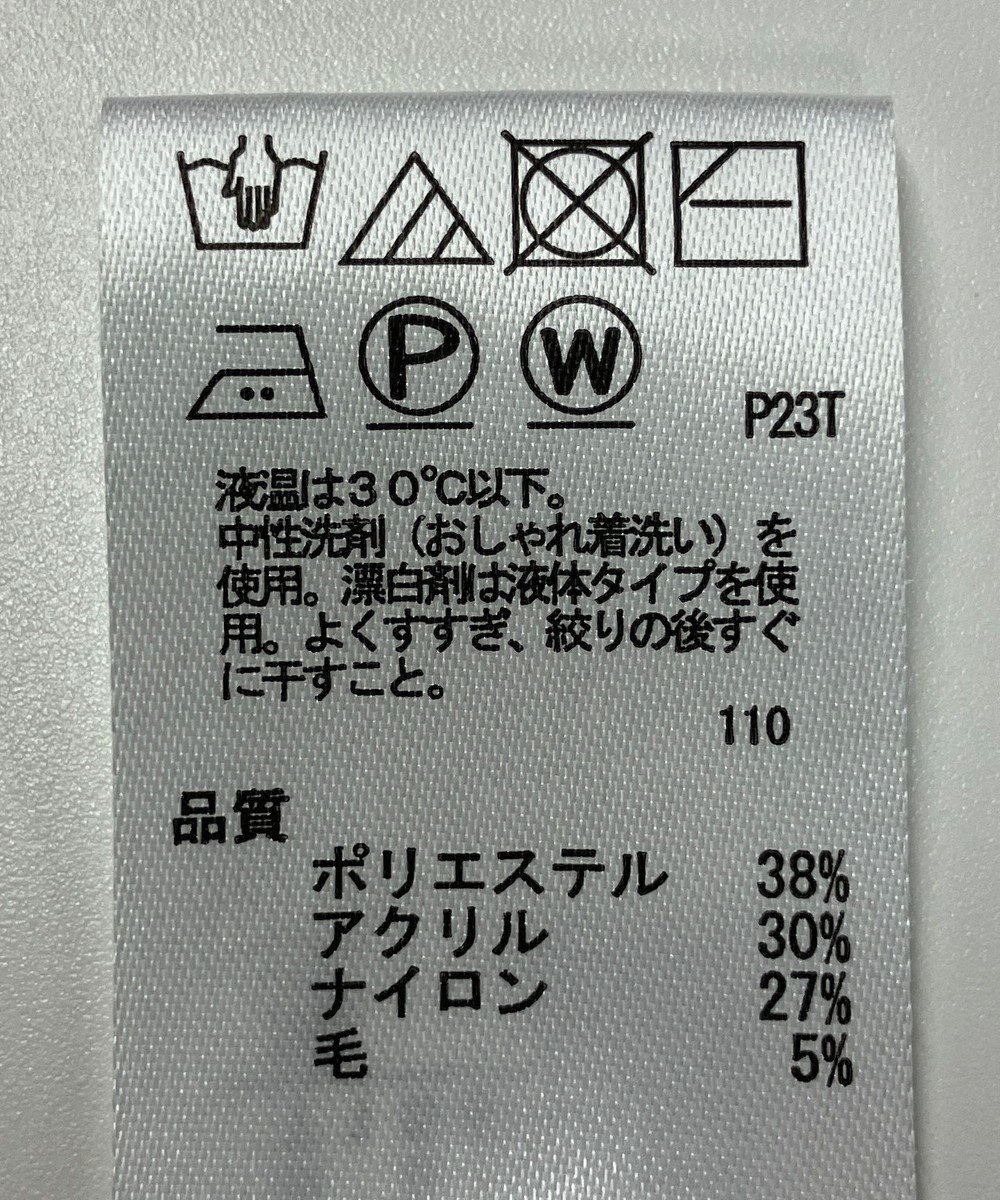 P
W
P23T
液温は30℃以下。
中性洗剤(おしゃれ着洗い)を
使用。漂白剤は液体タイプを使
用。よくすすぎ、絞りの後すぐ
に干すこと。
110
品質
ポリエステル 38%
アクリル 30%
ナイロン 27%
毛 5%